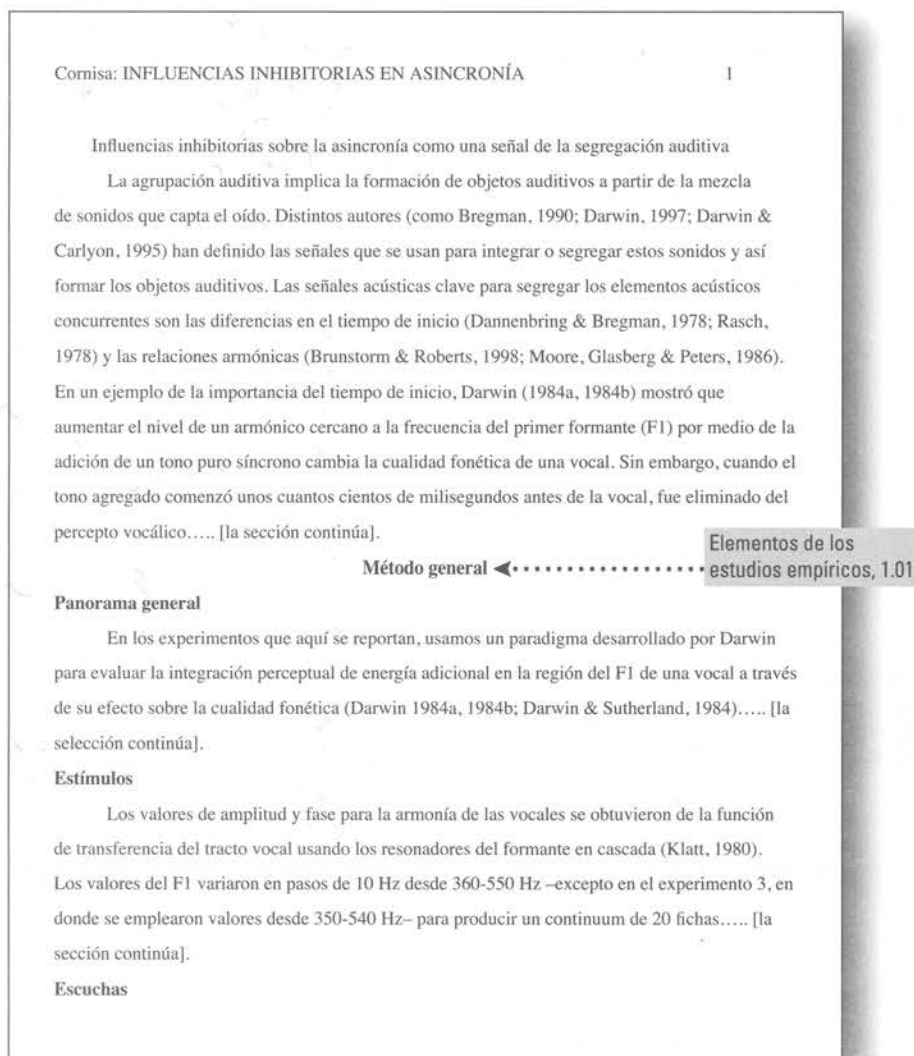 Cornisa: INFLUENCIAS INHIBITORIAS EN ASINCRONÍA 1
Influencias inhibitorias sobre la asincronía como una señal de la segregación auditiva
La agrupación auditiva implica la formación de objetos auditivos a partir de la mezcla
de sonidos que capta el oído. Distintos autores (como Bregman, 1990; Darwin, 1997; Darwin &
Carlyon, 1995) han definido las señales que se usan para integrar o segregar estos sonidos y así
formar los objetos auditivos. Las señales acústicas clave para segregar los elementos acústicos
concurrentes son las diferencias en el tiempo de inicio (Dannenbring & Bregman, 1978; Rasch,
1978) y las relaciones armónicas (Brunstorm & Roberts, 1998; Moore, Glasberg & Peters, 1986).
En un ejemplo de la importancia del tiempo de inicio, Darwin (1984a, 1984b) mostró que
aumentar el nivel de un armónico cercano a la frecuencia del primer formante (F1) por medio de la
adición de un tono puro síncrono cambia la cualidad fonética de una vocal. Sin embargo, cuando el
tono agregado comenzó unos cuantos cientos de milisegundos antes de la vocal, fue eliminado del
percepto vocálico….. [la sección continúa].
Método general
Elementos de los
estudios empíricos, 1.01
Panorama general
En los experimentos que aquí se reportan, usamos un paradigma desarrollado por Darwin
para evaluar la integración perceptual de energía adicional en la región del F1 de una vocal a través
de su efecto sobre la cualidad fonética (Darwin 1984a, 1984b; Darwin & Sutherland, 1984)….. [la
selección continúa].
Estímulos
Los valores de amplitud y fase para la armonía de las vocales se obtuvieron de la función
de transferencia del tracto vocal usando los resonadores del formante en cascada (Klatt, 1980).
Los valores del F1 variaron en pasos de 10 Hz desde 360-550 Hz –excepto en el experimento 3, en
donde se emplearon valores desde 350-540 Hz– para producir un continuum de 20 fichas….. [la
sección continúa].
Escuchas